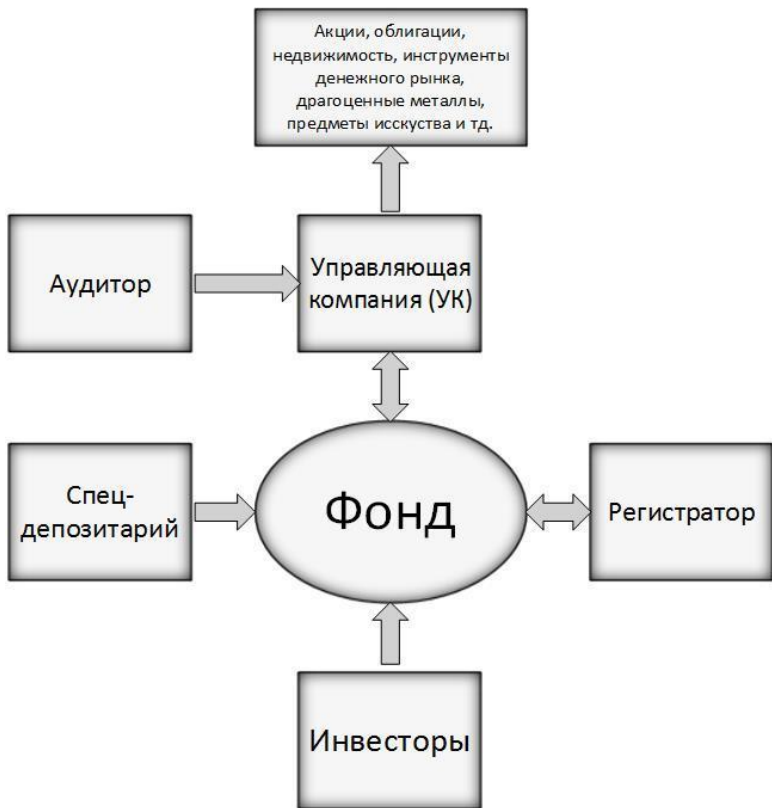 Акции, облигации,
недвижимость, инструменты
денежного рынка,
драгоценные металлы,
предметы исскуства и тд.
Аудитор
Управляющая
компания (УК)
Спец-
депозитарий
Фонд
Регистратор
Инвесторы